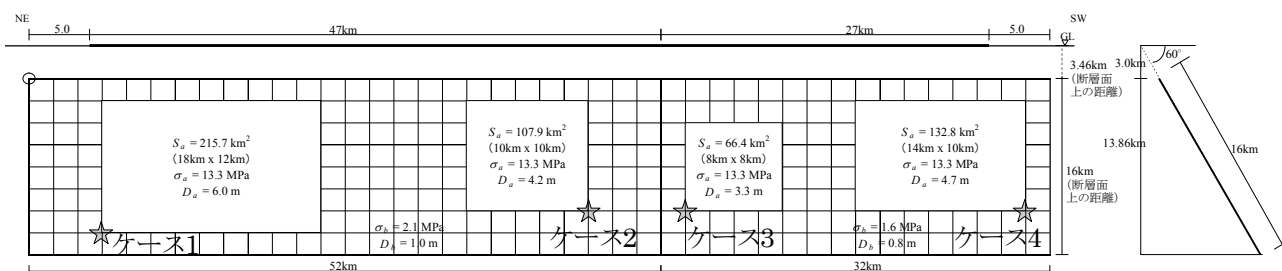 NE
SW
5.0
47km
27km
5.0
GL
3.46km
(断層面
上の距離)
3.0km
60°
S_a = 215.7 km²
(18km x 12km)
σ_a = 13.3 MPa
D_a = 6.0 m
S_a = 107.9 km²
(10km x 10km)
σ_a = 13.3 MPa
D_a = 4.2 m
S_a = 66.4 km²
(8km x 8km)
σ_a = 13.3 MPa
D_a = 3.3 m
S_a = 132.8 km²
(14km x 10km)
σ_a = 13.3 MPa
D_a = 4.7 m
13.86km
16km
16km
(断層面
上の距離)
σ_b = 2.1 MPa
D_b = 1.0 m
σ_b = 1.6 MPa
D_b = 0.8 m
ケース1
ケース2
ケース3
ケース4
52km
32km